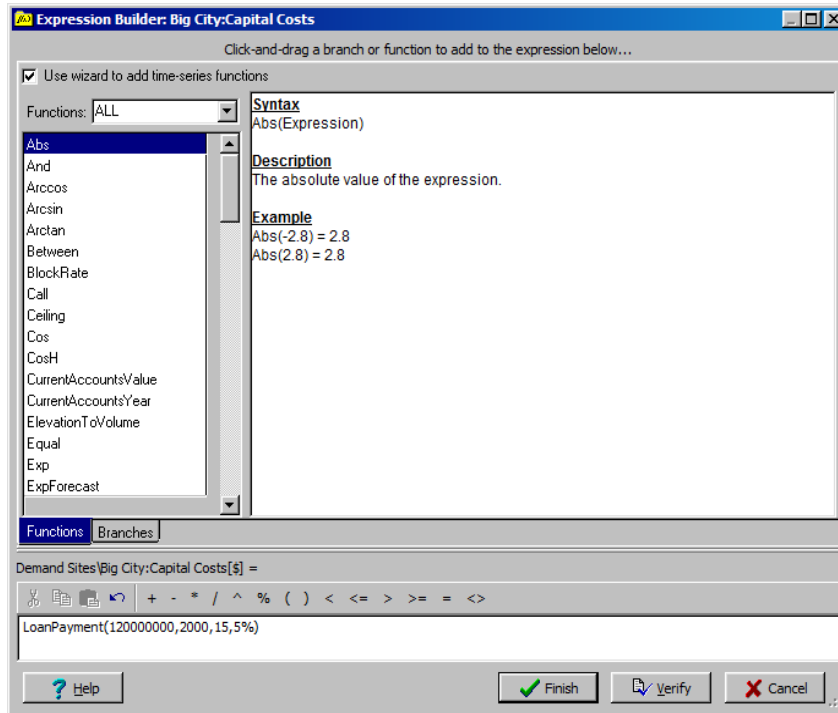 Expression Builder: Big City:Capital Costs
Click-and-drag a branch or function to add to the expression below...
Use wizard to add time-series functions
Functions: ALL
Abs
And
Arccos
Arcsin
Arctan
Between
BlockRate
Call
Ceiling
Cos
CosH
CurrentAccountsValue
CurrentAccountsYear
ElevationToVolume
Equal
Exp
ExpForecast
Syntax
Abs(Expression)
Description
The absolute value of the expression.
Example
Abs(-2.8) = 2.8
Abs(2.8) = 2.8
Functions Branches
Demand Sites\Big City:Capital Costs[$] =
+ - * / ^ % ( ) < <= > >= = <>
LoanPayment(120000000,2000,15,5%)
? Help Finish Verify Cancel